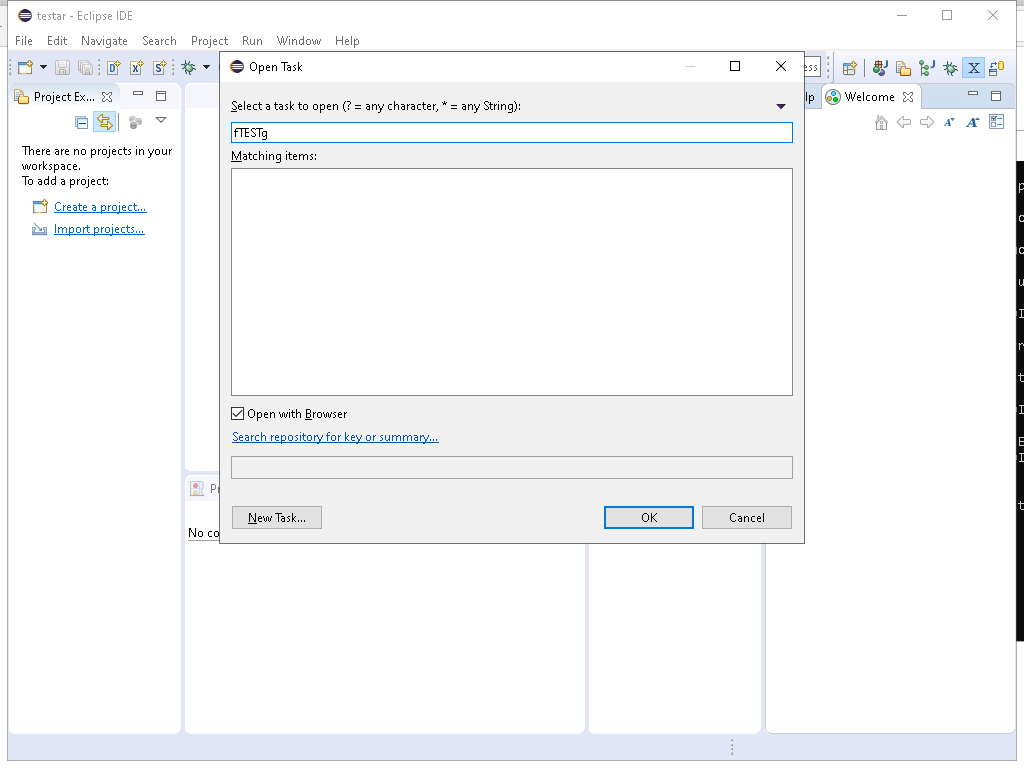 testar - Eclipse IDE
File Edit Navigate Search Project Run Window Help
Open Task
Project Ex...
Welcome
Select a task to open (? = any character, * = any String):
fTESTg
Matching items:
There are no projects in your
workspace.
To add a project:
Create a project...
Import projects...
Open with Browser
Search repository for key or summary...
New Task...
OK
Cancel
No co